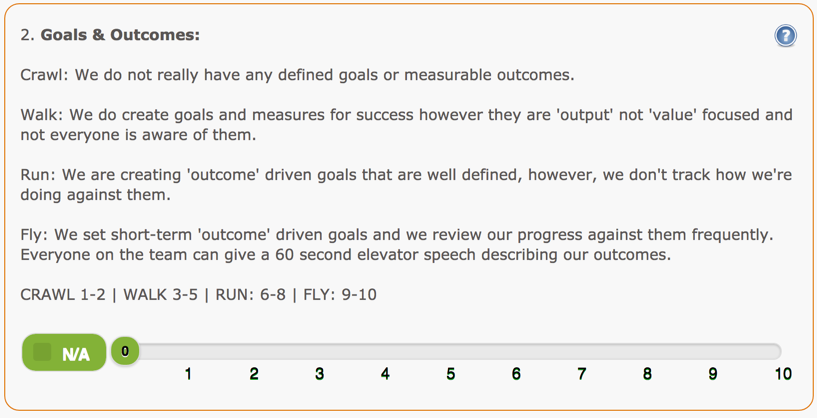 2. Goals & Outcomes:
?
Crawl: We do not really have any defined goals or measurable outcomes.
Walk: We do create goals and measures for success however they are 'output' not 'value' focused and
not everyone is aware of them.
Run: We are creating 'outcome' driven goals that are well defined, however, we don't track how we're
doing against them.
Fly: We set short-term 'outcome' driven goals and we review our progress against them frequently.
Everyone on the team can give a 60 second elevator speech describing our outcomes.
CRAWL 1-2 | WALK 3-5 | RUN: 6-8 | FLY: 9-10
N/A 0
1 2 3 4 5 6 7 8 9 10